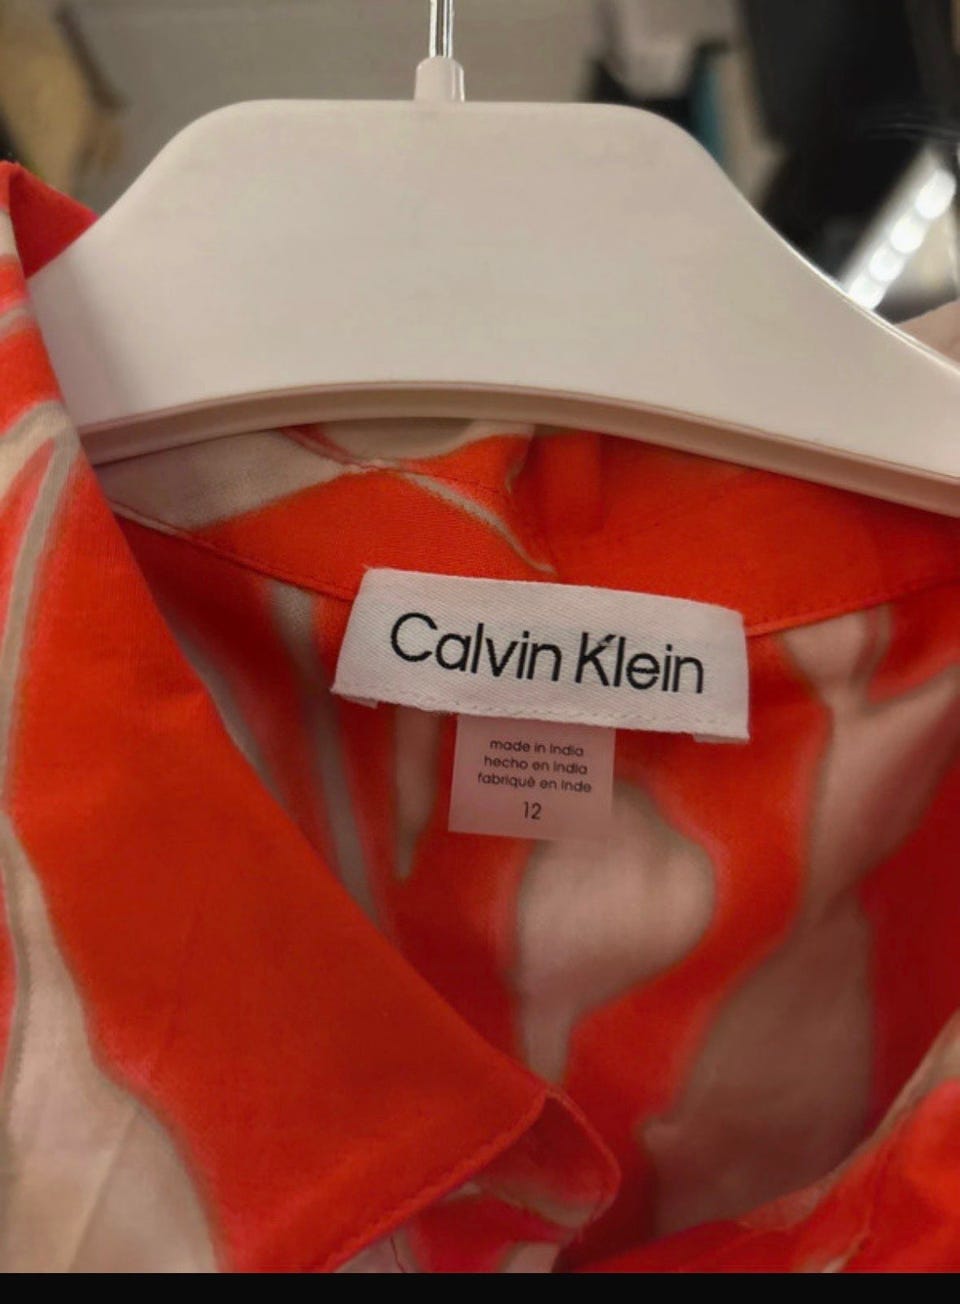 Calvin Klein
made in India
hecho en India
fabriqué en Inde
12